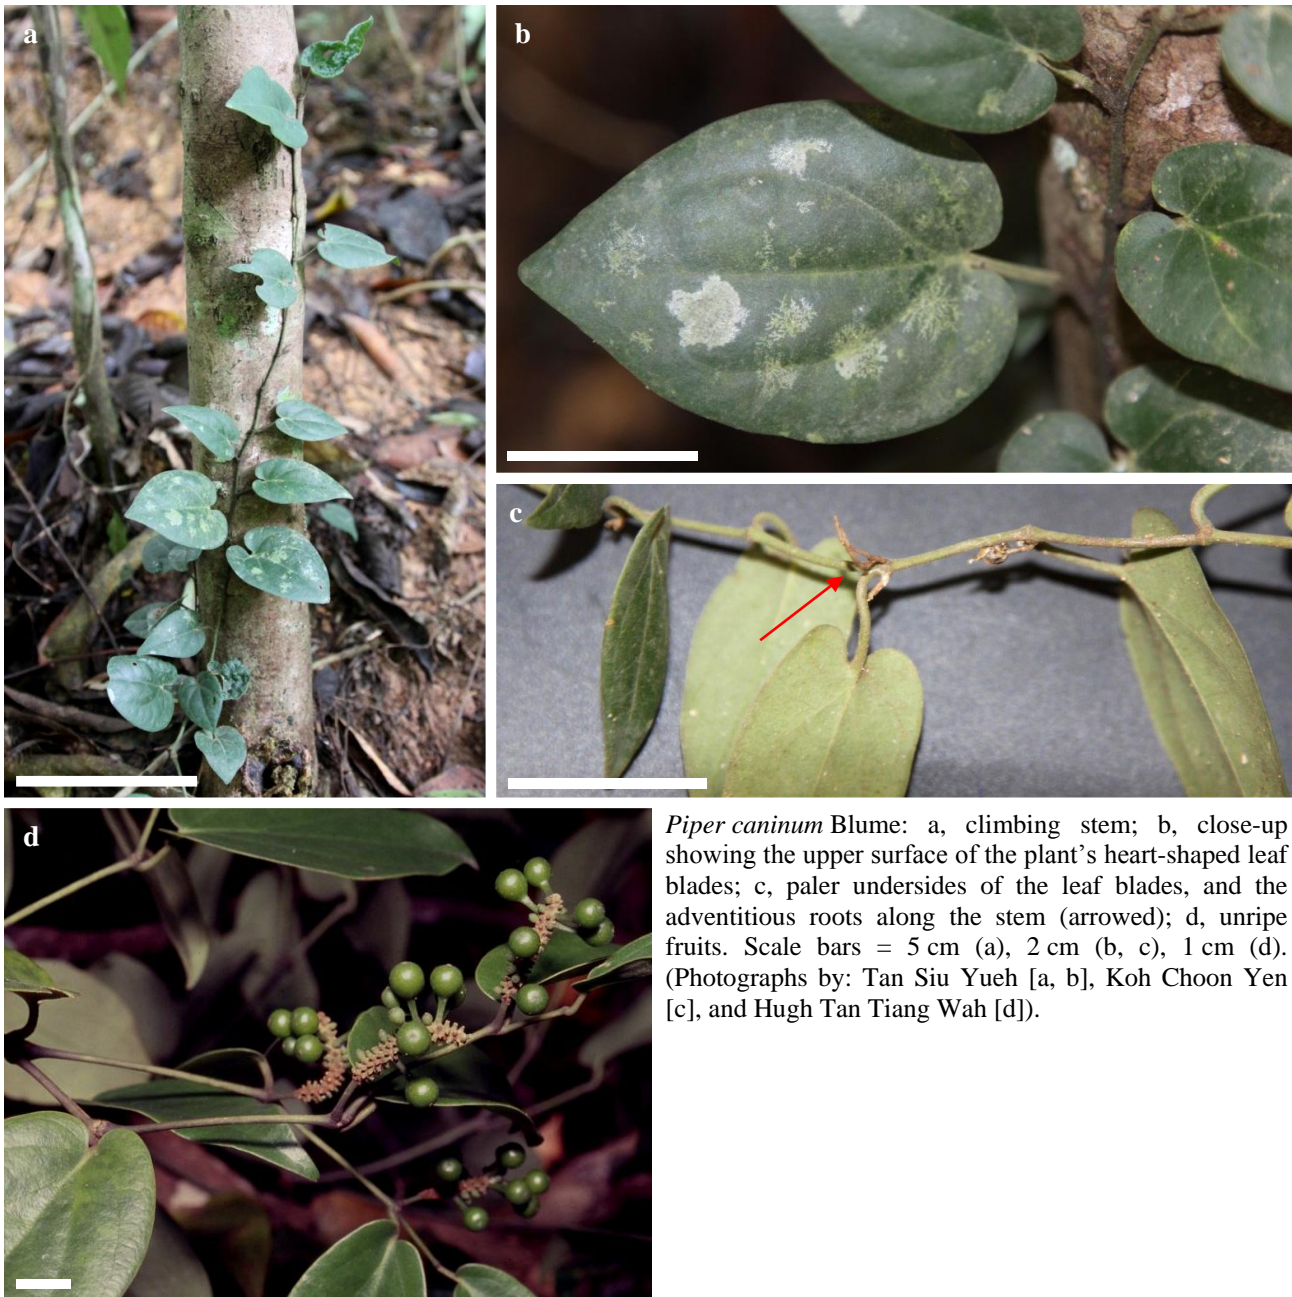 a
b
c
d
Piper caninum Blume: a, climbing stem; b, close-up
showing the upper surface of the plant’s heart-shaped leaf
blades; c, paler undersides of the leaf blades, and the
adventitious roots along the stem (arrowed); d, unripe
fruits. Scale bars = 5 cm (a), 2 cm (b, c), 1 cm (d).
(Photographs by: Tan Siu Yueh [a, b], Koh Choon Yen
[c], and Hugh Tan Tiang Wah [d]).